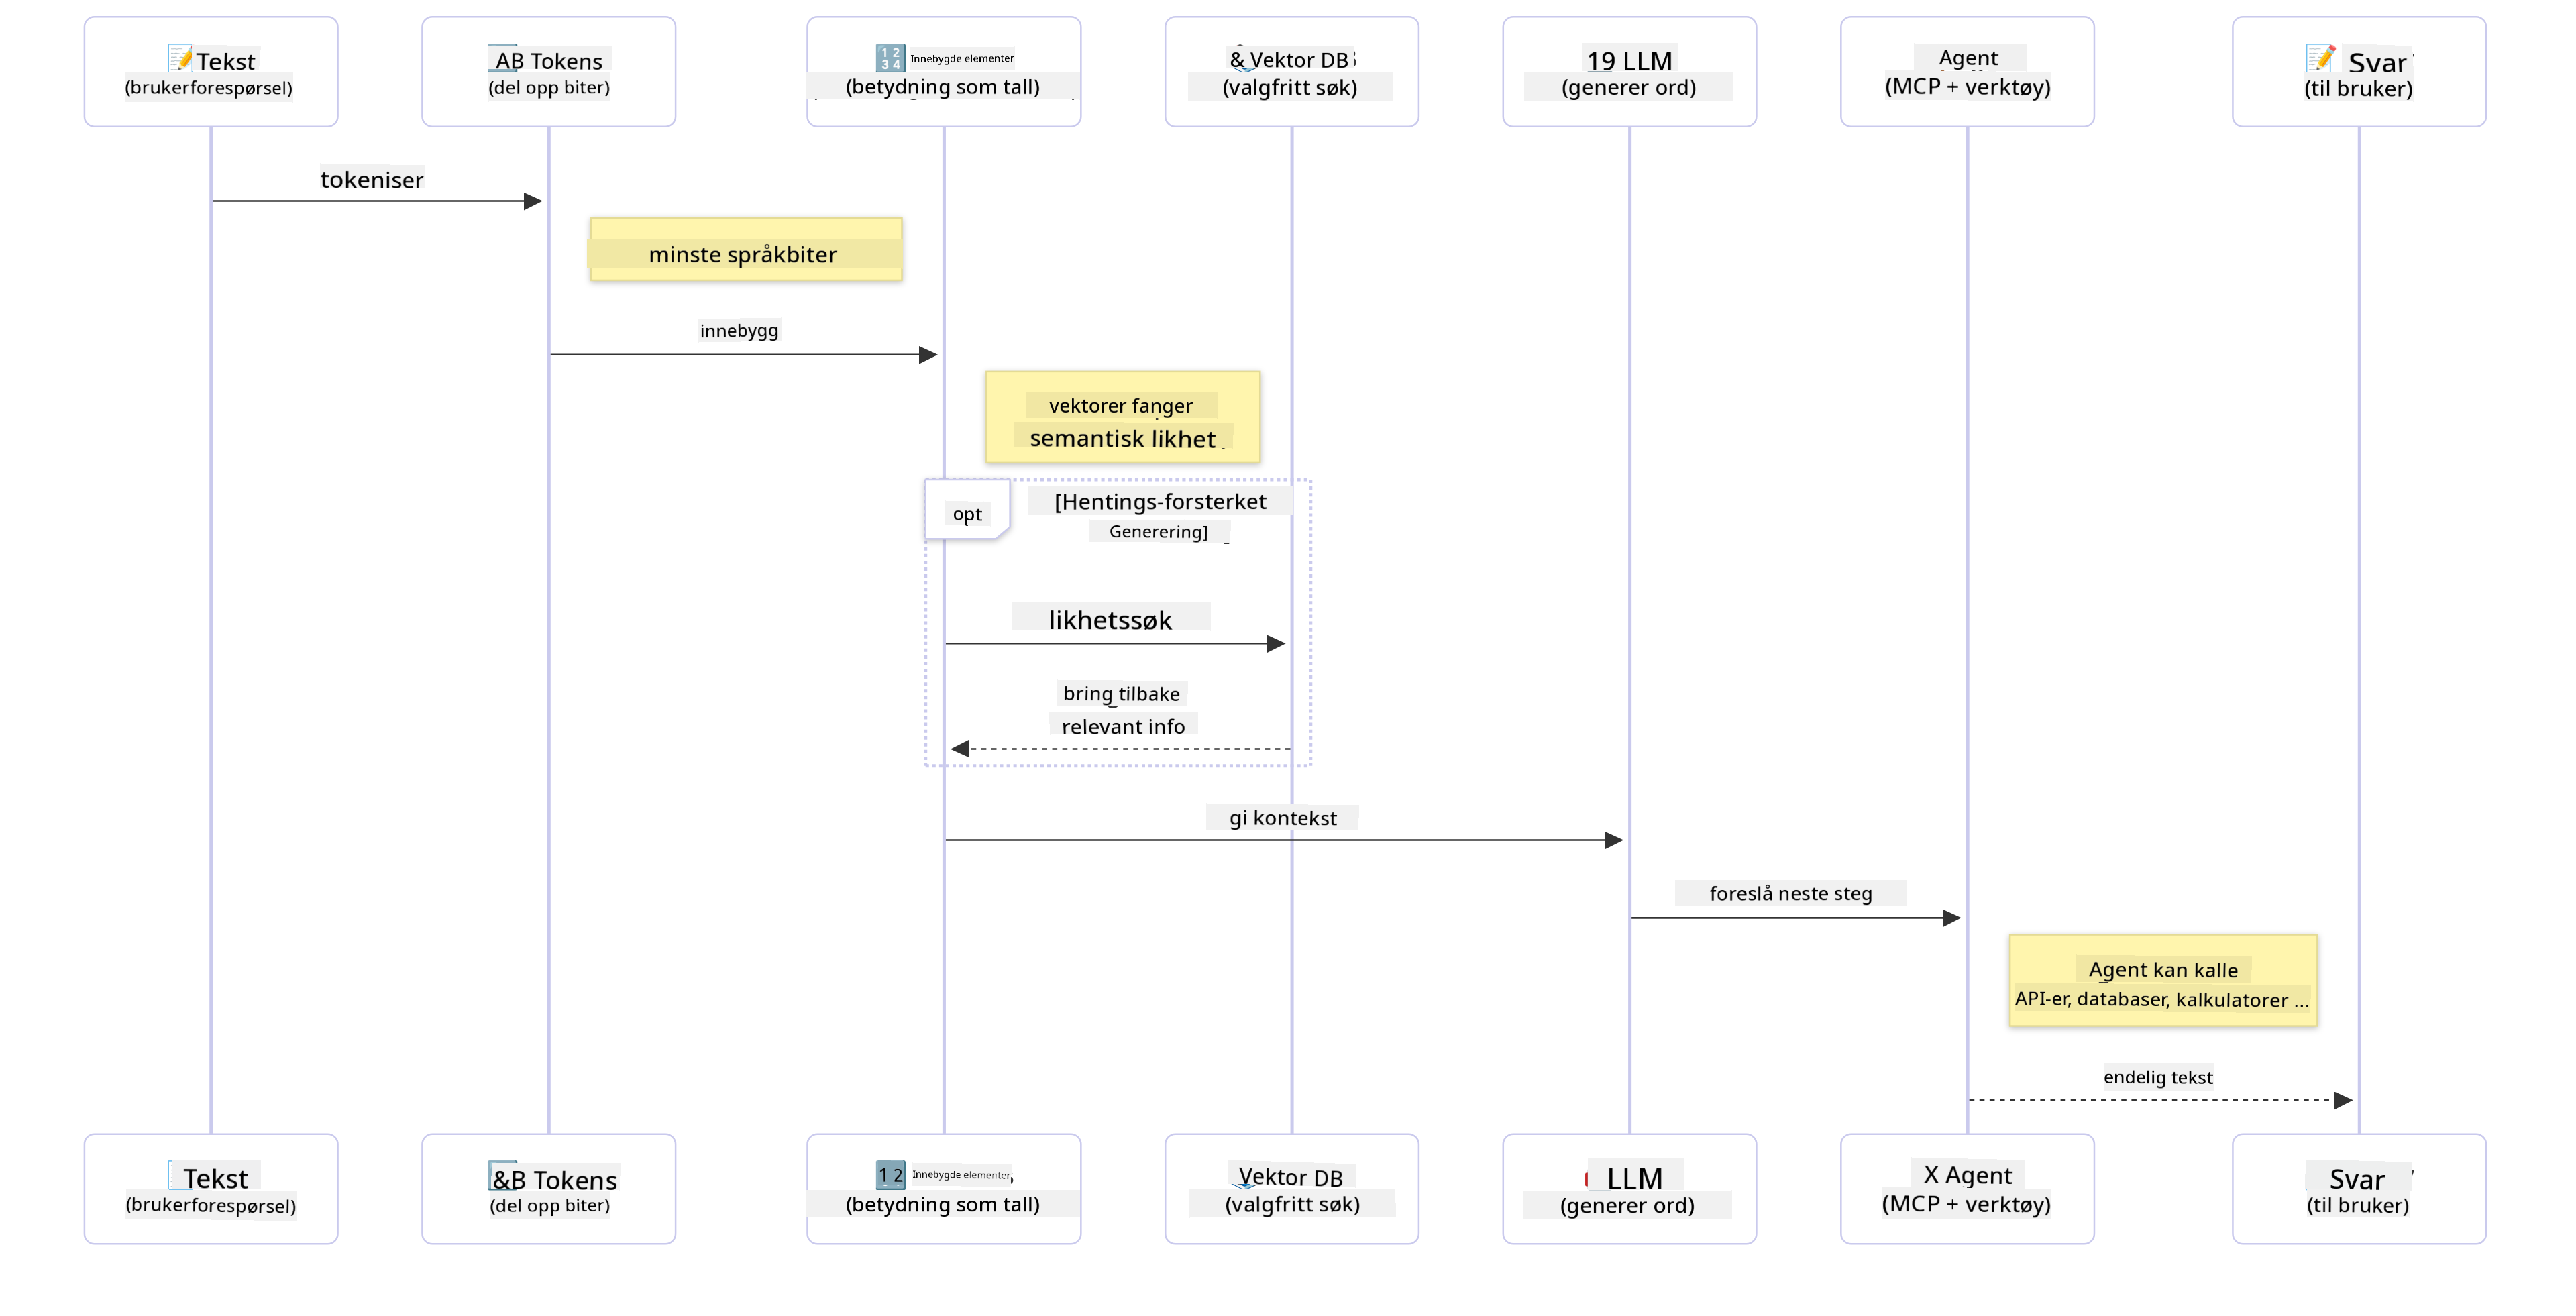 📝 Tekst
(brukerforespørsel)
AB Tokens
(del opp biter)
🔢 Innebygde elementer
(betydning som tall)
& Vektor DB
(valgfritt søk)
19 LLM
(generer ord)
Agent
(MCP + verktøy)
📝 Svar
(til bruker)
tokeniser
minste språkbiter
innebygg
vektorer fanger
semantisk likhet
opt
[Hentings-forsterket
Generering]
likhetssøk
bring tilbake
relevant info
gi kontekst
foreslå neste steg
Agent kan kalle
API-er, databaser, kalkulatorer ...
endelig tekst
Tekst
(brukerforespørsel)
&B Tokens
(del opp biter)
12 Innebygde elementer
(betydning som tall)
Vektor DB
(valgfritt søk)
LLM
(generer ord)
X Agent
(MCP + verktøy)
Svar
(til bruker)